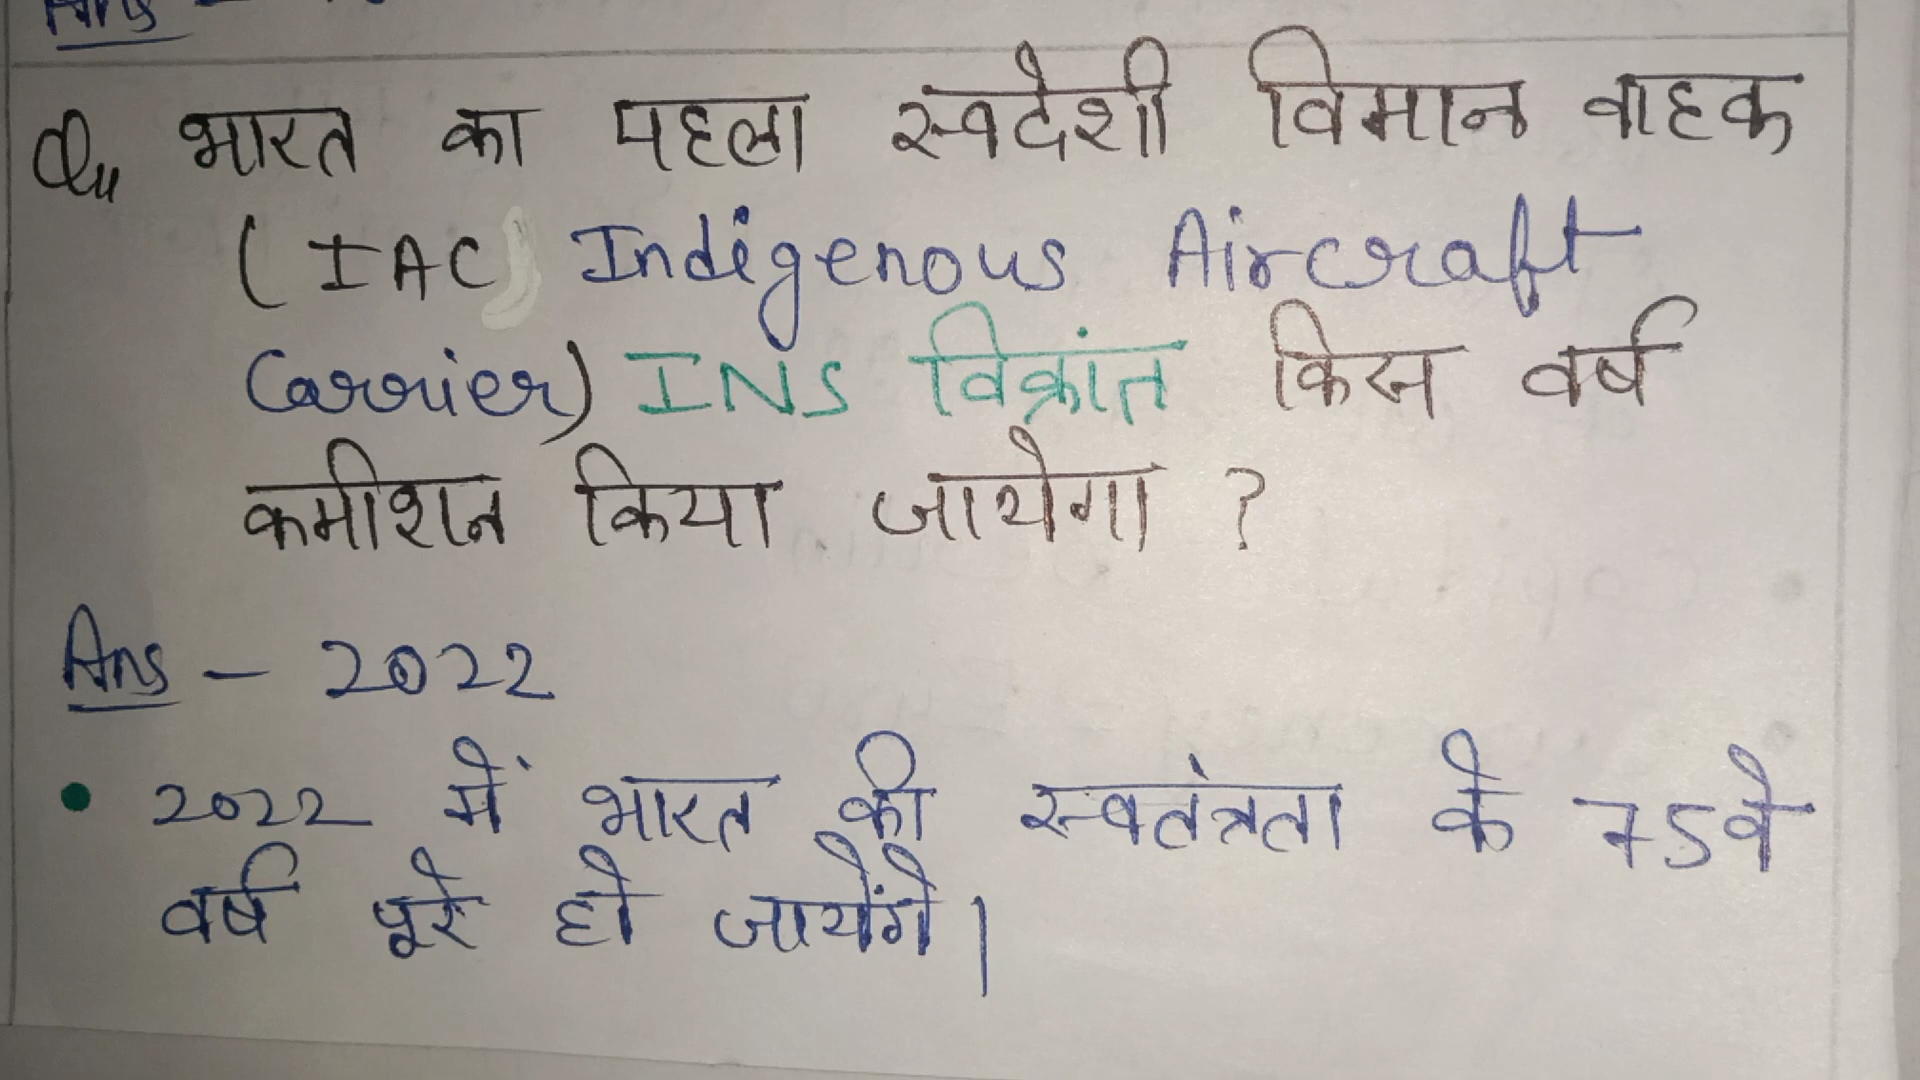 Ans -
Q,, भारत का पहला स्वदेशी विमान वाहक
(IAC) Indigenous Aircraft
Carrier) INS विक्रांत किस वर्ष
कमीशन किया जायेगा ?
Ans - 2022
• 2022 में भारत की स्वतंत्रता के 75वे
वर्ष पूरे हो जायेंगे।